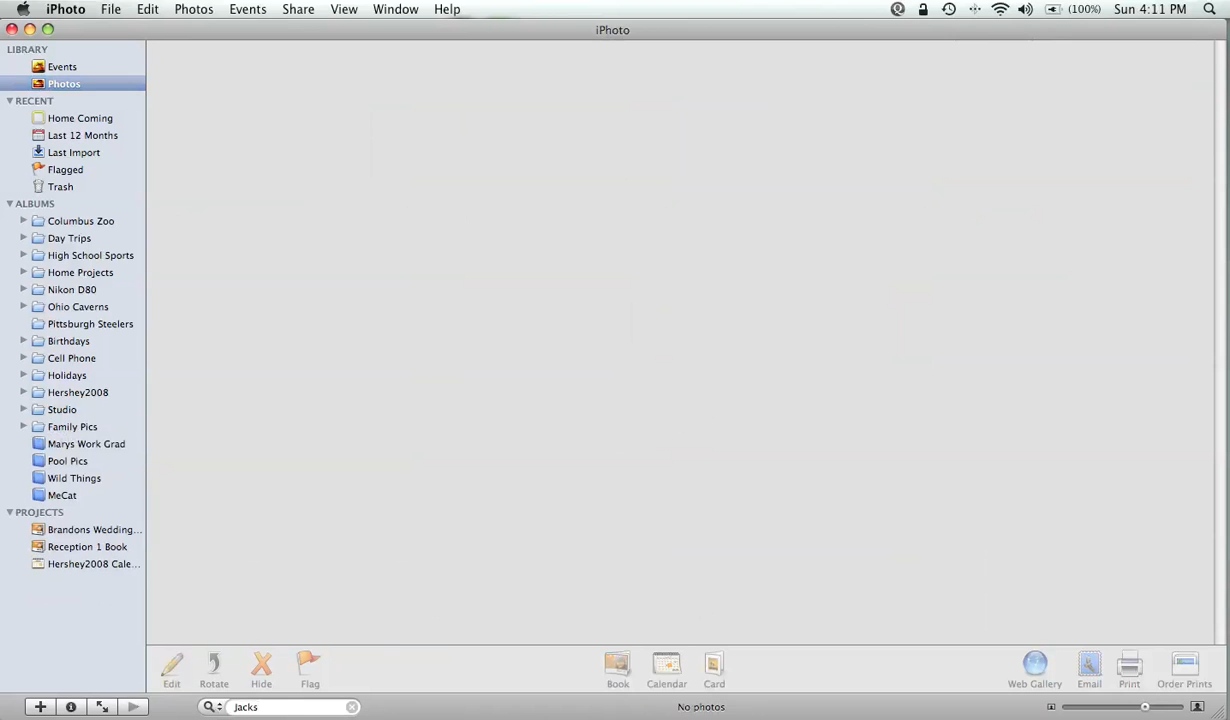 iPhoto File Edit Photos Events Share View Window Help (100%) Sun 4:11 PM
iPhoto
LIBRARY
Events
Photos
RECENT
Home Coming
Last 12 Months
Last Import
Flagged
Trash
ALBUMS
Columbus Zoo
Day Trips
High School Sports
Home Projects
Nikon D80
Ohio Caverns
Pittsburgh Steelers
Birthdays
Cell Phone
Holidays
Hershey2008
Studio
Family Pics
Marys Work Grad
Pool Pics
Wild Things
MeCat
PROJECTS
Brandons Wedding...
Reception 1 Book
Hershey2008 Cale...
Edit Rotate Hide Flag Book Calendar Card Web Gallery Email Print Order Prints
Jacks No photos